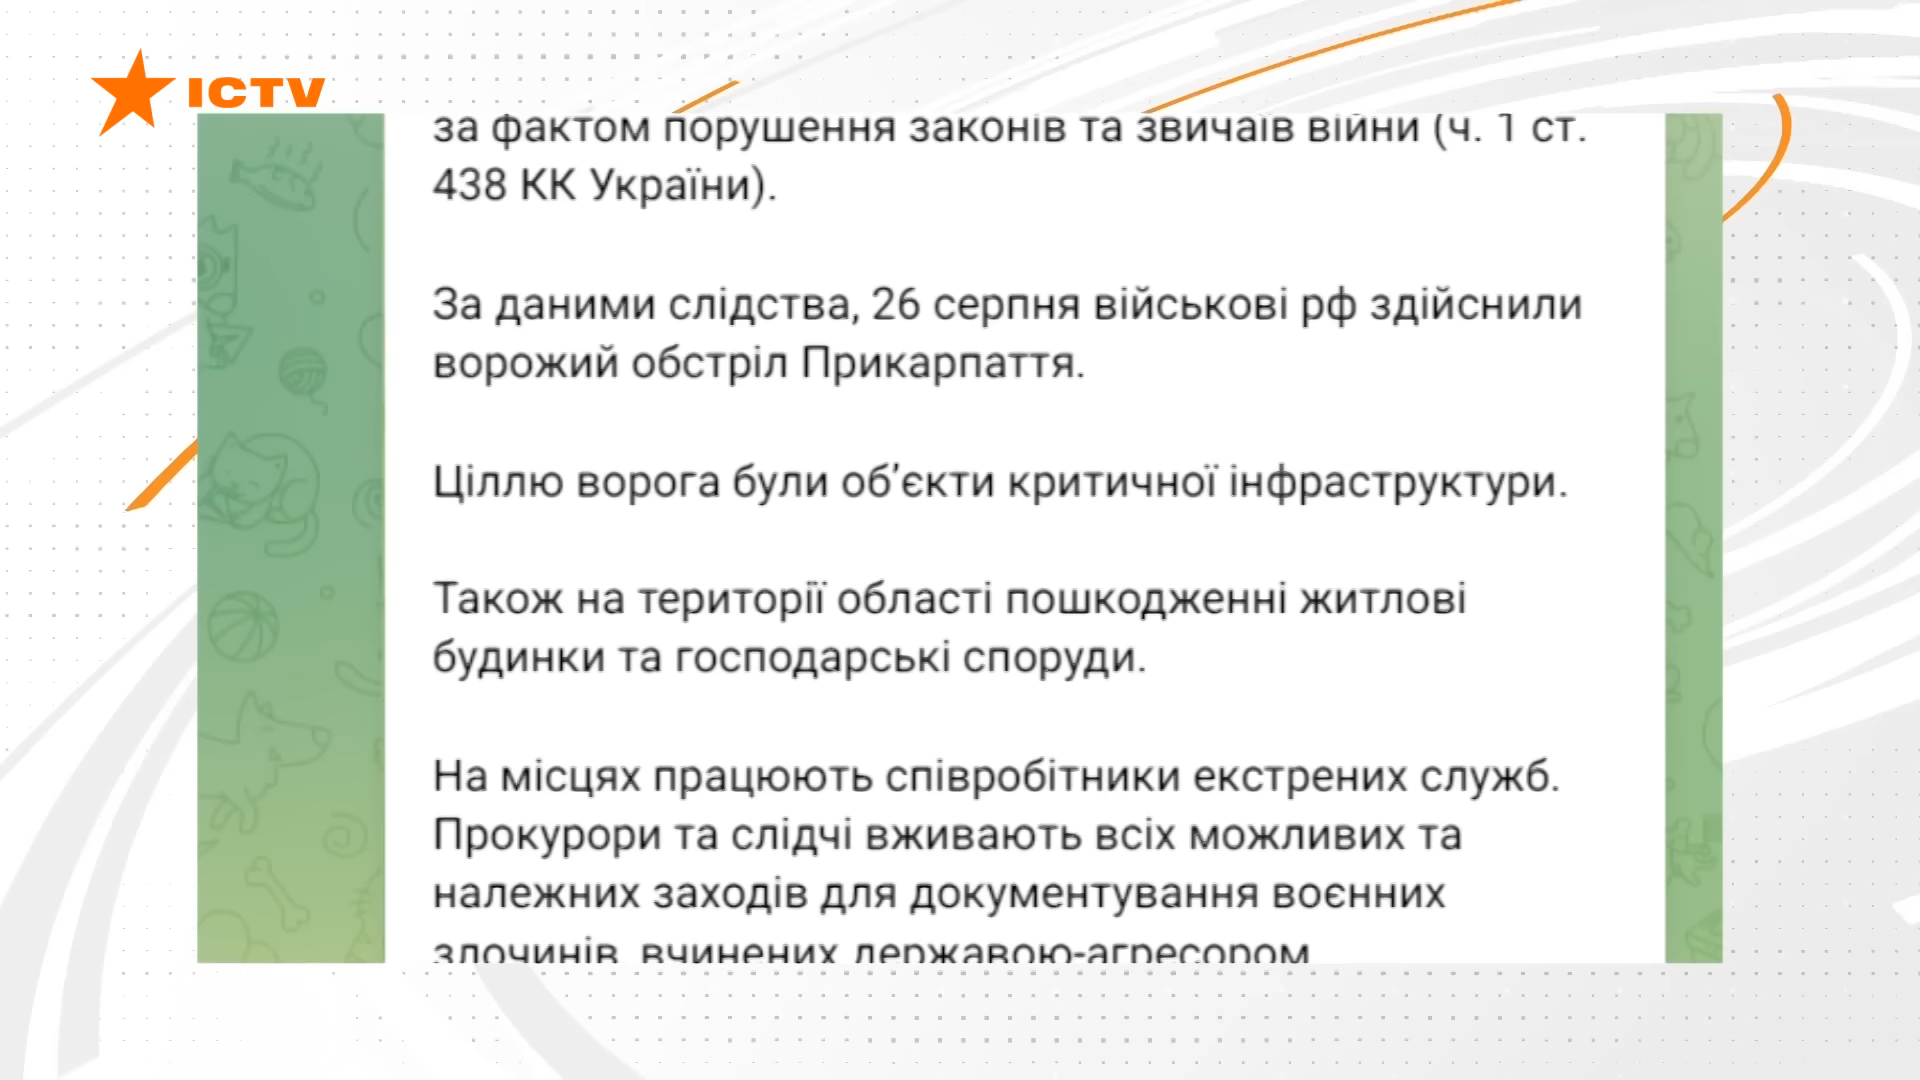 ICTV
за фактом порушення законів та звичаїв війни (ч. 1 ст.
438 КК України).
За даними слідства, 26 серпня військові рф здійснили
ворожий обстріл Прикарпаття.
Ціллю ворога були об’єкти критичної інфраструктури.
Також на території області пошкодженні житлові
будинки та господарські споруди.
На місцях працюють співробітники екстрених служб.
Прокурори та слідчі вживають всіх можливих та
належних заходів для документування воєнних
злочинів, вчинених державою-агресором